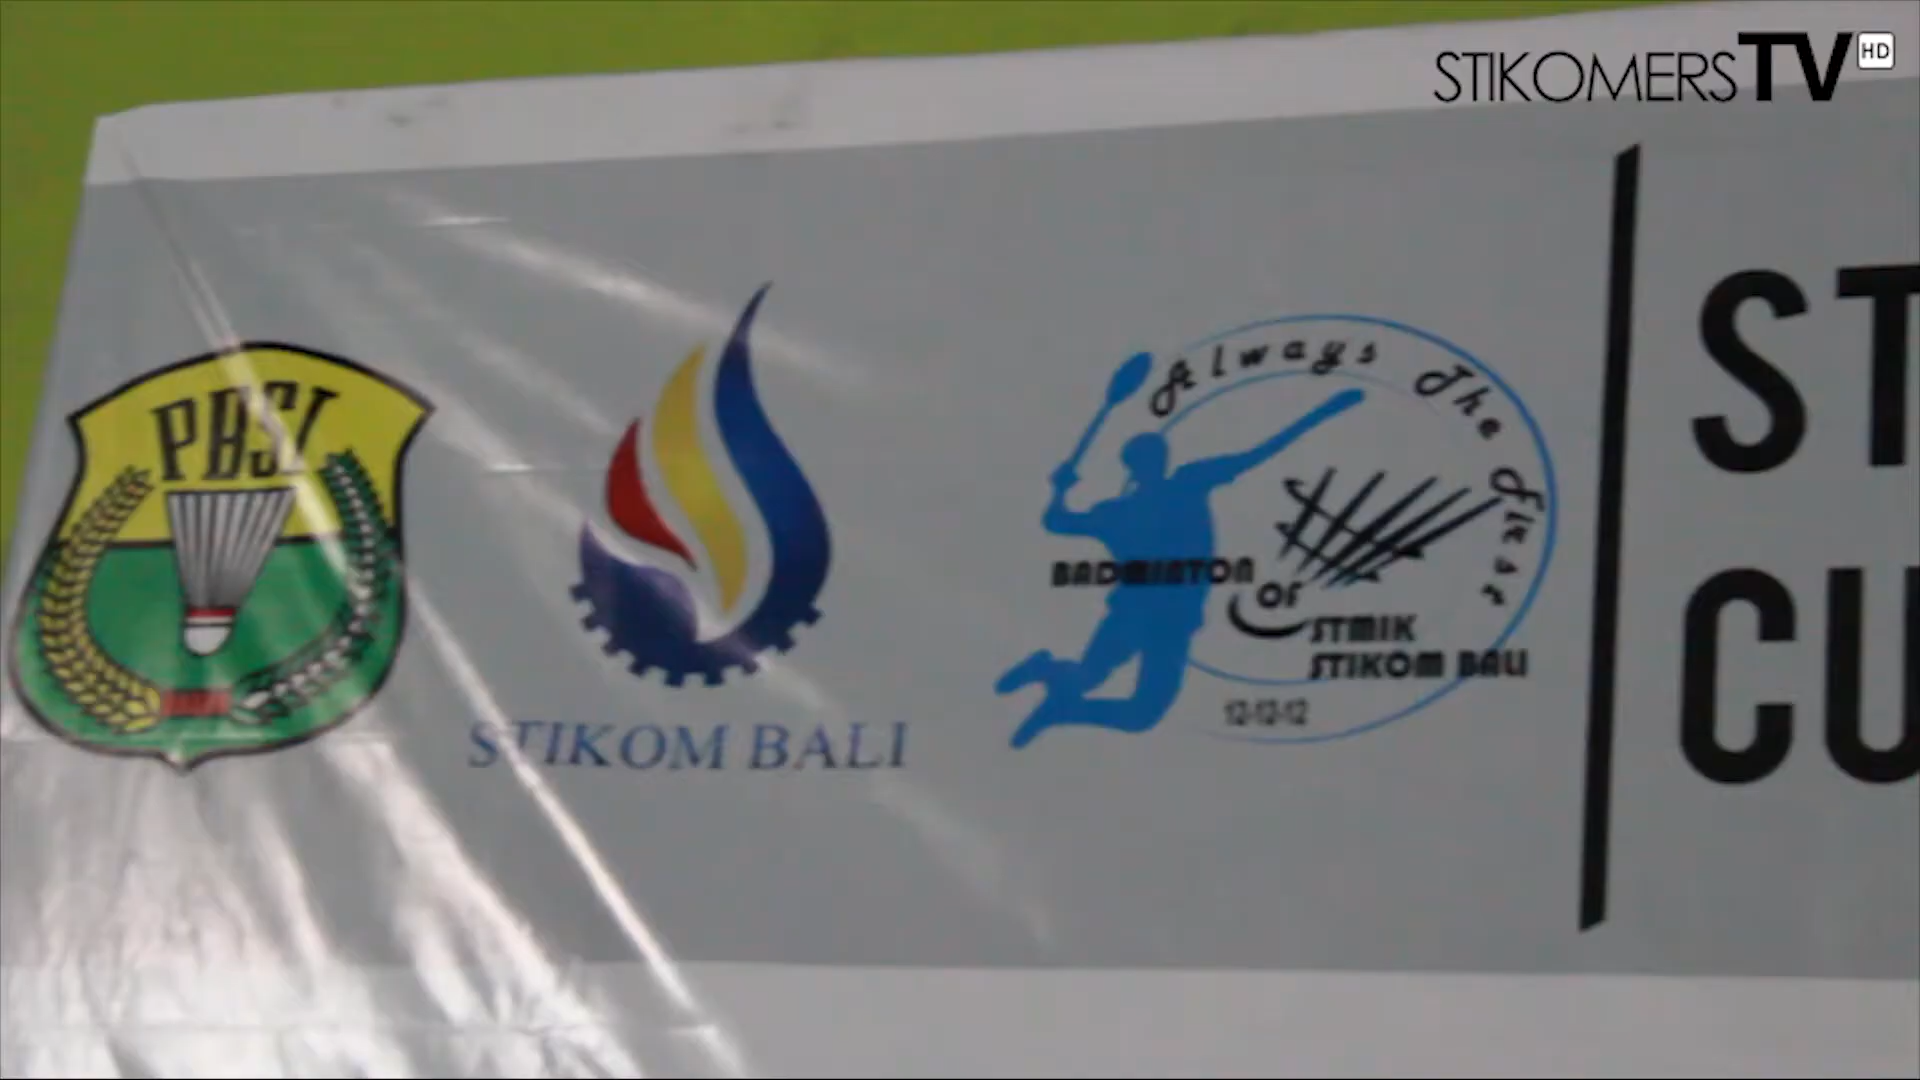 STIKOMERSTV HD
PBSI
STIKOM BALI
Always The First
BADMINTON
OF
STMIK
STIKOM BALI
12-12-12
ST
CU